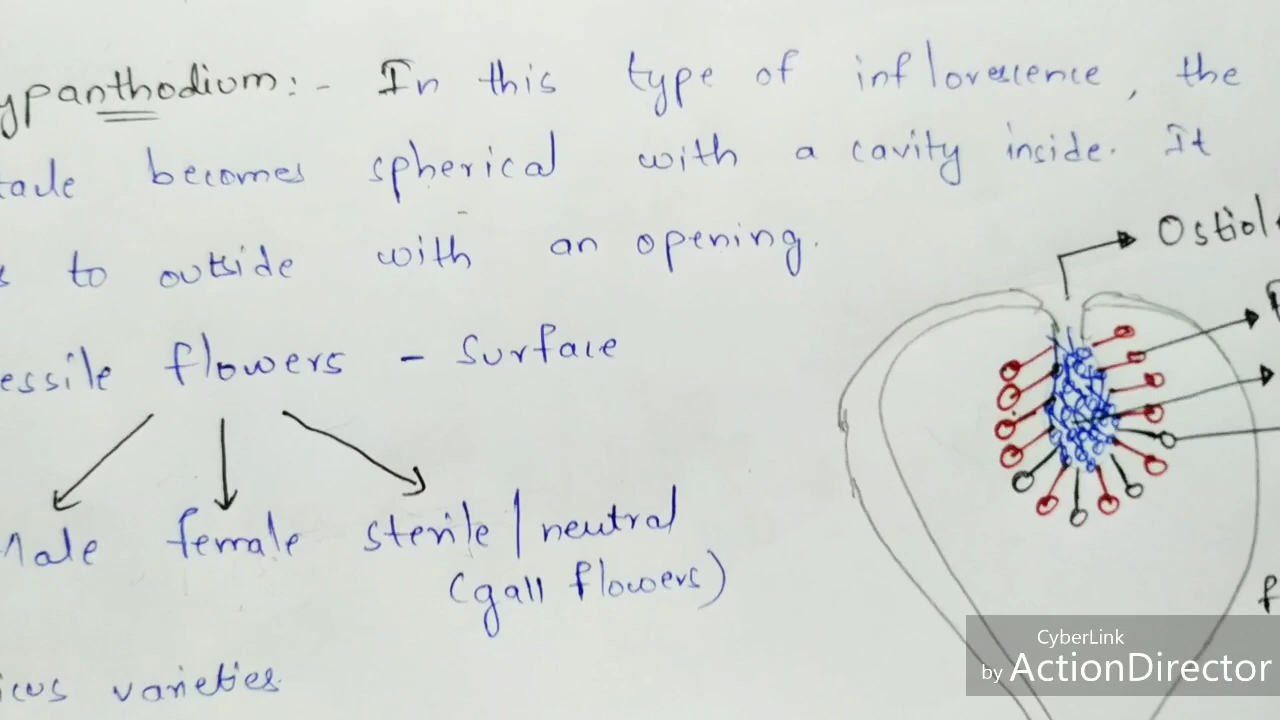 ypanthodium:- In this type of inflorescence, the
becomes spherical with a cavity inside. It
s to outside with an opening.
Ostiol
essile flowers - surface
Male female sterile / neutral
(gall flowers)
icus varieties.
CyberLink
by ActionDirector